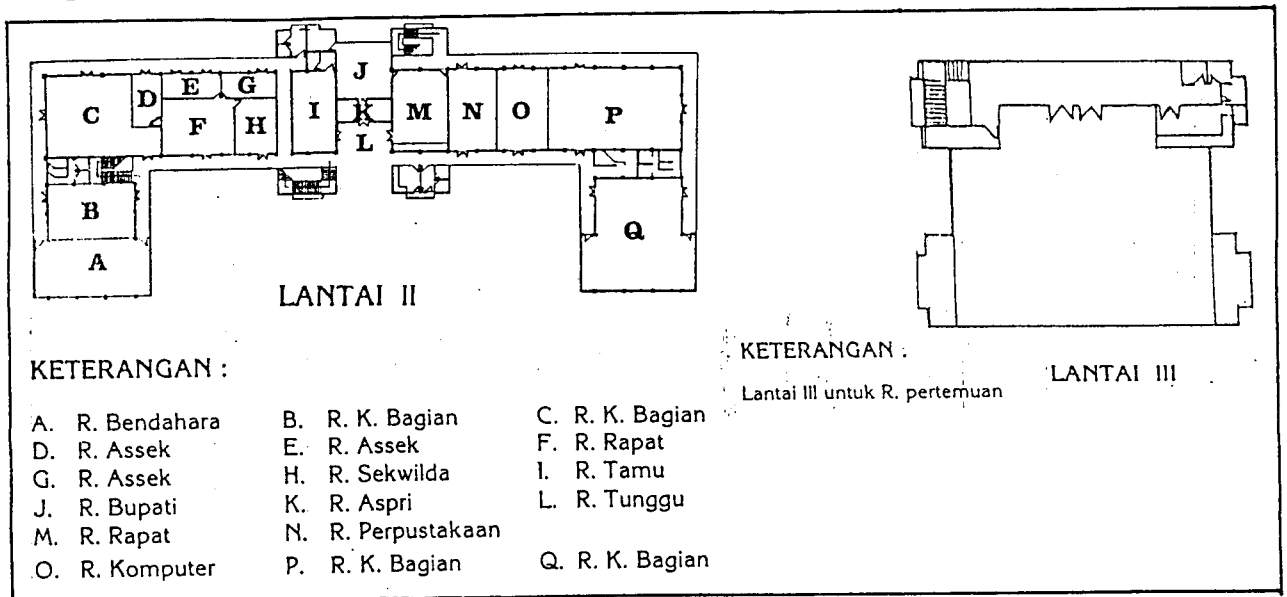 J
E G
D K
C I M N O P
F H
L
B
Q
A
LANTAI II
KETERANGAN :
A. R. Bendahara B. R. K. Bagian C. R. K. Bagian
D. R. Assek E. R. Assek F. R. Rapat
G. R. Assek H. R. Sekwilda I. R. Tamu
J. R. Bupati K. R. Aspri L. R. Tunggu
M. R. Rapat N. R. Perpustakaan
O. R. Komputer P. R. K. Bagian Q. R. K. Bagian
KETERANGAN :
Lantai III untuk R. pertemuan
LANTAI III